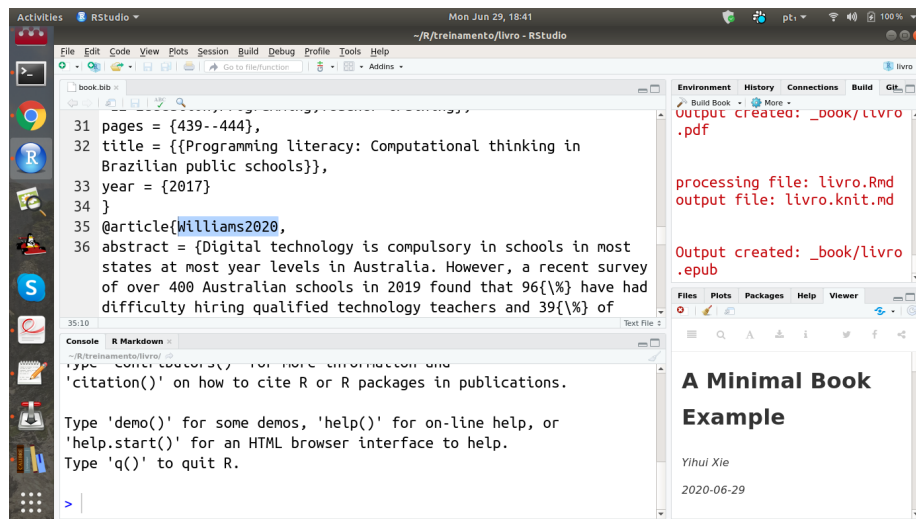 Activities RStudio ▾ Mon Jun 29, 18:41 pt₁ ▾ 100 %
~/R/treinamento/livro - RStudio
File Edit Code View Plots Session Build Debug Profile Tools Help
Go to file/function Addins livro
book.bib
31 pages = {439--444},
32 title = {{Programming literacy: Computational thinking in
Brazilian public schools}},
33 year = {2017}
34 }
35 @article{Williams2020,
36 abstract = {Digital technology is compulsory in schools in most
states at most year levels in Australia. However, a recent survey
of over 400 Australian schools in 2019 found that 96{\%} have had
difficulty hiring qualified technology teachers and 39{\%} of
35:10 Text File
Console R Markdown
~/R/treinamento/livro/
Type 'contributors()' for more information and
'citation()' on how to cite R or R packages in publications.
Type 'demo()' for some demos, 'help()' for on-line help, or
'help.start()' for an HTML browser interface to help.
Type 'q()' to quit R.
>
Environment History Connections Build Git
Build Book More
Output created: _book/livro
.pdf
processing file: livro.Rmd
output file: livro.knit.md
Output created: _book/livro
.epub
Files Plots Packages Help Viewer
A Minimal Book
Example
Yihui Xie
2020-06-29